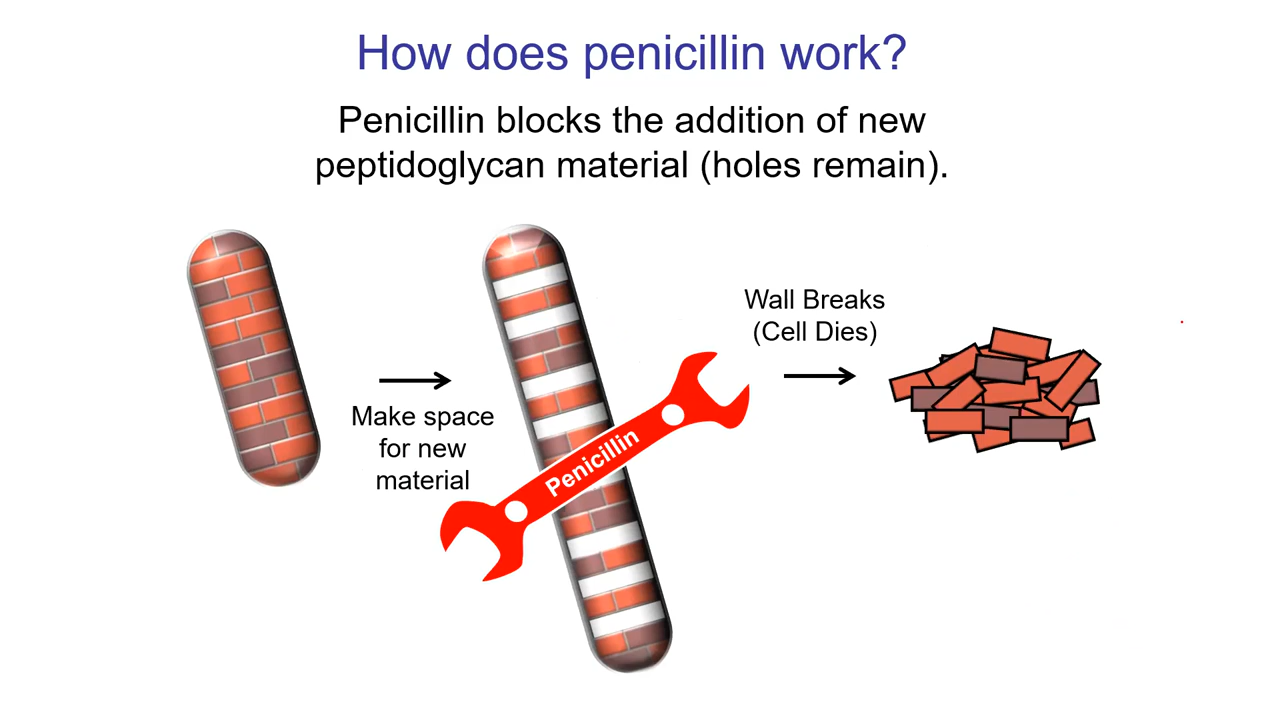 How does penicillin work?
Penicillin blocks the addition of new
peptidoglycan material (holes remain).
Make space
for new
material
Penicillin
Wall Breaks
(Cell Dies)